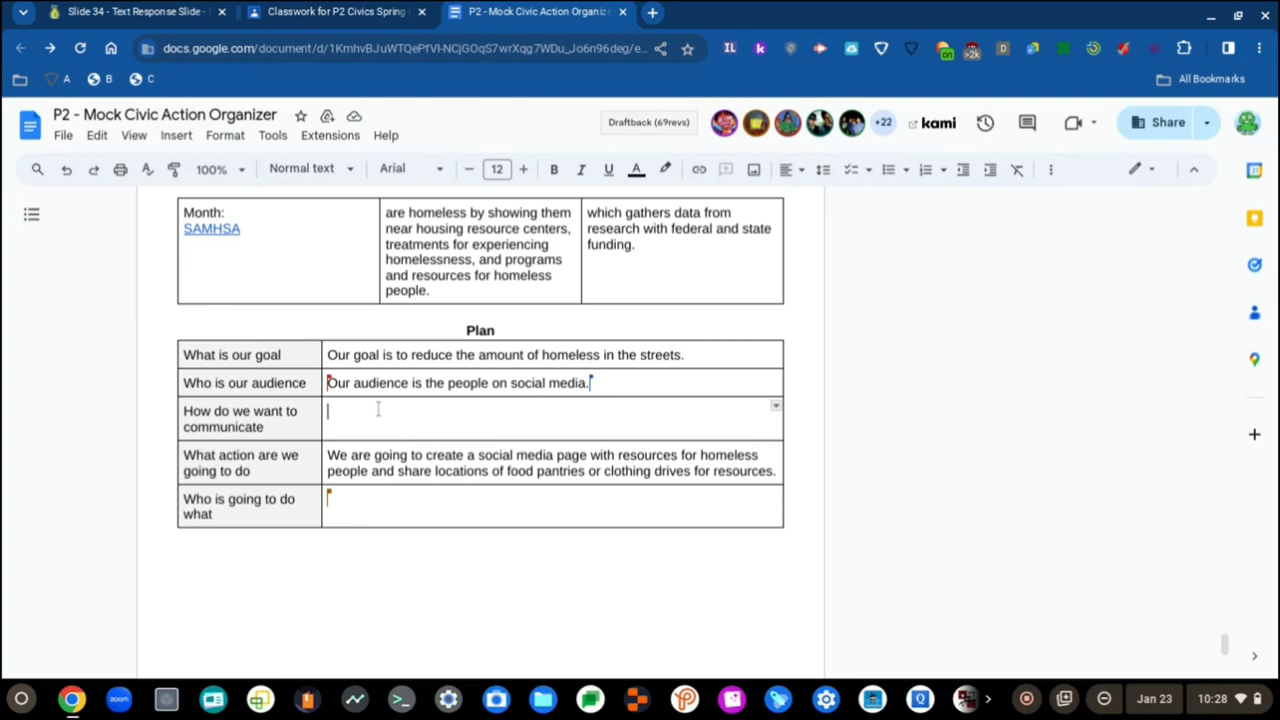 Slide 34 - Text Response Slide -
Classwork for P2 Civics Spring
P2 - Mock Civic Action Organize
docs.google.com/document/d/1KmhvBJuWTQePfVI-NCjGOqS7wrXqg7WDu_Jo6n96deg/e...
IL
k
D
on
>2k
A
B
C
All Bookmarks
P2 - Mock Civic Action Organizer
File Edit View Insert Format Tools Extensions Help
Draftback (69revs)
+22
kami
Share
100%
Normal text
Arial
12
B I U A
Month:
SAMHSA
are homeless by showing them
near housing resource centers,
treatments for experiencing
homelessness, and programs
and resources for homeless
people.
which gathers data from
research with federal and state
funding.
Plan
What is our goal
Our goal is to reduce the amount of homeless in the streets.
Who is our audience
Our audience is the people on social media.
How do we want to
communicate
What action are we
going to do
We are going to create a social media page with resources for homeless
people and share locations of food pantries or clothing drives for resources.
Who is going to do
what
zoom
Q
Jan 23
10:28